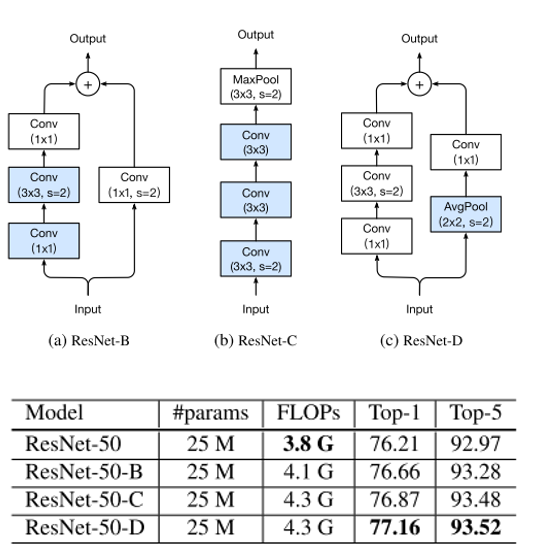 Output
+
Conv
(1x1)
Conv
(3x3, s=2)
Conv
(1x1)
Conv
(1x1, s=2)
Input
(a) ResNet-B
Output
MaxPool
(3x3, s=2)
Conv
(3x3)
Conv
(3x3)
Conv
(3x3, s=2)
Input
(b) ResNet-C
Output
+
Conv
(1x1)
Conv
(3x3, s=2)
Conv
(1x1)
Conv
(1x1)
AvgPool
(2x2, s=2)
Input
(c) ResNet-D
Model #params FLOPs Top-1 Top-5
ResNet-50 25 M 3.8 G 76.21 92.97
ResNet-50-B 25 M 4.1 G 76.66 93.28
ResNet-50-C 25 M 4.3 G 76.87 93.48
ResNet-50-D 25 M 4.3 G 77.16 93.52